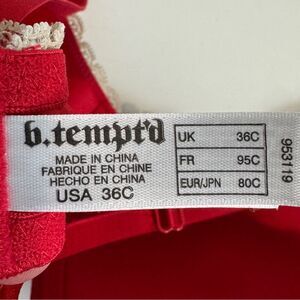 b.tempt'd
MADE IN CHINA
FABRIQUE EN CHINE
HECHO EN CHINA
USA 36C
UK 36C
FR 95C
EUR/JPN 80C
953119